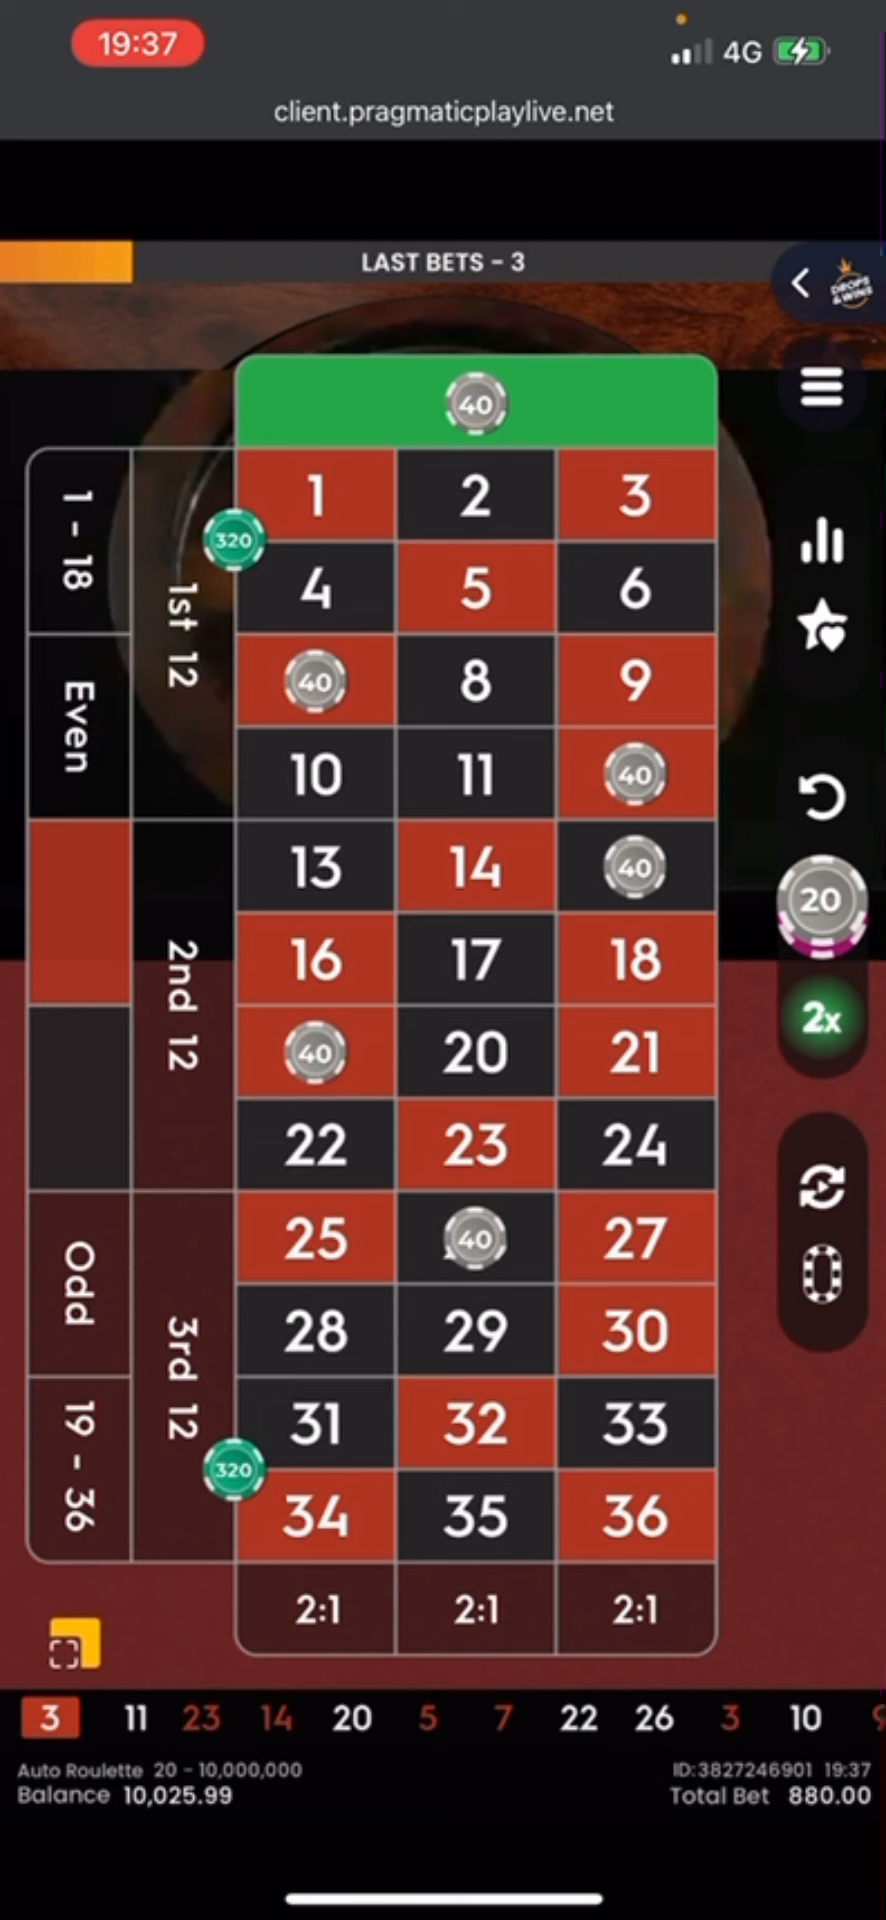 19:37
4G
client.pragmaticplaylive.net
LAST BETS - 3
DROPS & WINS
40
1 2 3
320
4 5 6
40 8 9
10 11 40
13 14 40
16 17 18
40 20 21
22 23 24
25 40 27
28 29 30
31 32 33
320
34 35 36
2:1 2:1 2:1
1 - 18
Even
Odd
19 - 36
1st 12
2nd 12
3rd 12
20
2x
3 11 23 14 20 5 7 22 26 3 10
Auto Roulette 20 - 10,000,000
Balance 10,025.99
ID:3827246901 19:37
Total Bet 880.00